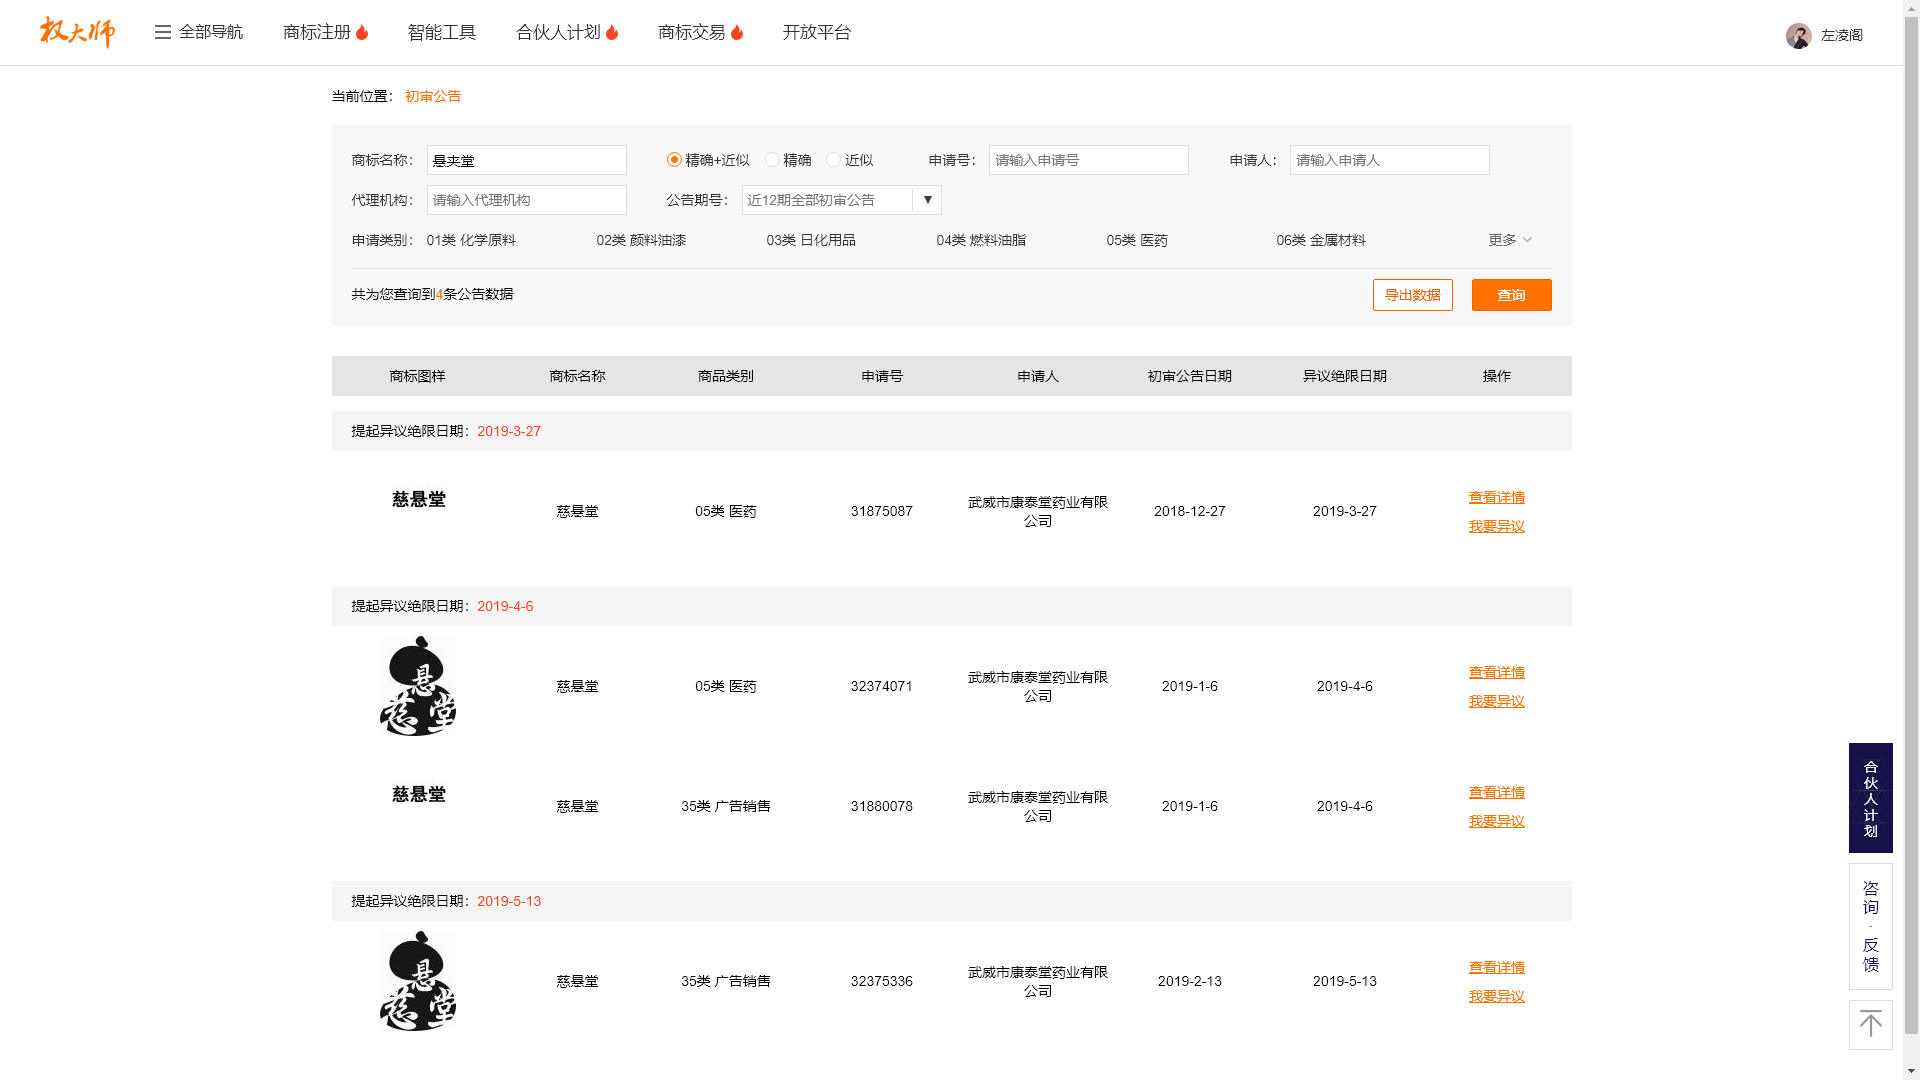 权大师 全部导航 商标注册 智能工具 合伙人计划 商标交易 开放平台 左凌阁
当前位置： 初审公告
商标名称： 悬夹堂 精确+近似 精确 近似 申请号： 请输入申请号 申请人： 请输入申请人
代理机构： 请输入代理机构 公告期号： 近12期全部初审公告 ▼
申请类别： 01类 化学原料 02类 颜料油漆 03类 日化用品 04类 燃料油脂 05类 医药 06类 金属材料 更多
共为您查询到4条公告数据 导出数据 查询
商标图样 商标名称 商品类别 申请号 申请人 初审公告日期 异议绝限日期 操作
提起异议绝限日期：2019-3-27
慈悬堂 慈悬堂 05类 医药 31875087 武威市康泰堂药业有限公司 2018-12-27 2019-3-27 查看详情 我要异议
提起异议绝限日期：2019-4-6
慈悬堂 慈悬堂 05类 医药 32374071 武威市康泰堂药业有限公司 2019-1-6 2019-4-6 查看详情 我要异议
慈悬堂 慈悬堂 35类 广告销售 31880078 武威市康泰堂药业有限公司 2019-1-6 2019-4-6 查看详情 我要异议
提起异议绝限日期：2019-5-13
慈悬堂 慈悬堂 35类 广告销售 32375336 武威市康泰堂药业有限公司 2019-2-13 2019-5-13 查看详情 我要异议
合伙人计划
咨询·反馈